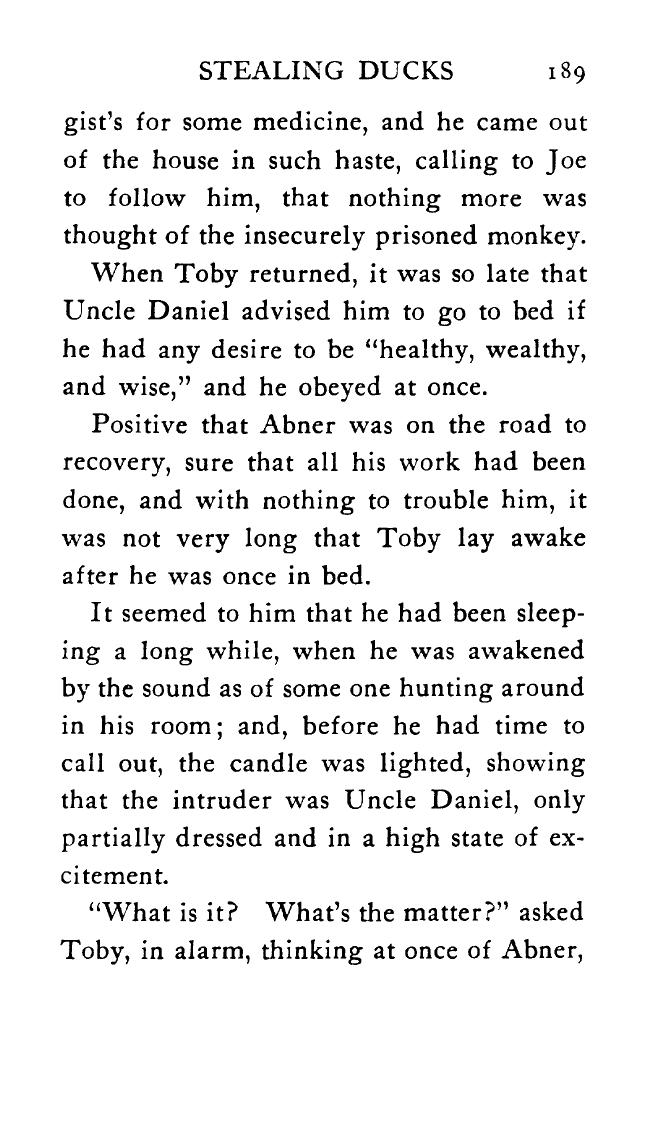 STEALING DUCKS 189
gist's for some medicine, and he came out
of the house in such haste, calling to Joe
to follow him, that nothing more was
thought of the insecurely prisoned monkey.
When Toby returned, it was so late that
Uncle Daniel advised him to go to bed if
he had any desire to be “healthy, wealthy,
and wise,” and he obeyed at once.
Positive that Abner was on the road to
recovery, sure that all his work had been
done, and with nothing to trouble him, it
was not very long that Toby lay awake
after he was once in bed.
It seemed to him that he had been sleep-
ing a long while, when he was awakened
by the sound as of some one hunting around
in his room; and, before he had time to
call out, the candle was lighted, showing
that the intruder was Uncle Daniel, only
partially dressed and in a high state of ex-
citement.
“What is it? What's the matter?” asked
Toby, in alarm, thinking at once of Abner,